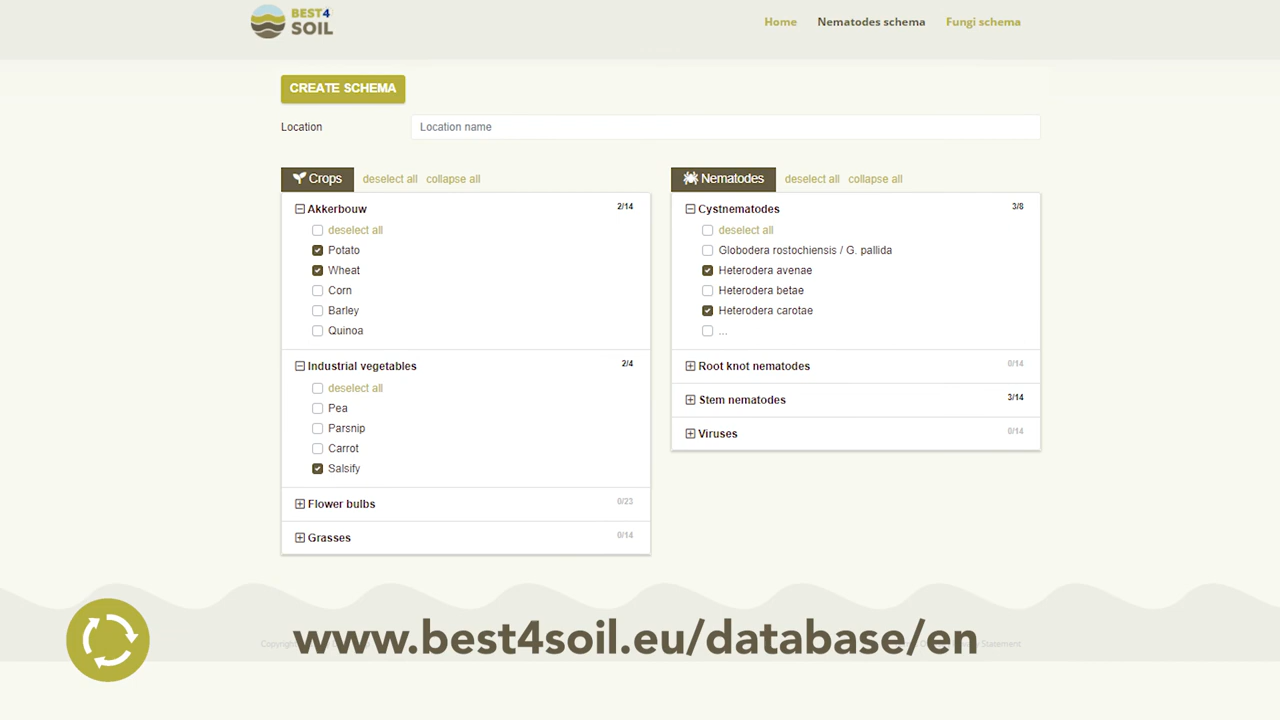 BEST4
SOIL
Home Nematodes schema Fungi schema
CREATE SCHEMA
Location Location name
Crops deselect all collapse all
Akkerbouw 2/14
deselect all
Potato
Wheat
Corn
Barley
Quinoa
Industrial vegetables 2/4
deselect all
Pea
Parsnip
Carrot
Salsify
Flower bulbs 0/23
Grasses 0/14
Nematodes deselect all collapse all
Cystnematodes 3/8
deselect all
Globodera rostochiensis / G. pallida
Heterodera avenae
Heterodera betae
Heterodera carotae
...
Root knot nematodes 0/14
Stem nematodes 3/14
Viruses 0/14
www.best4soil.eu/database/en
Statement